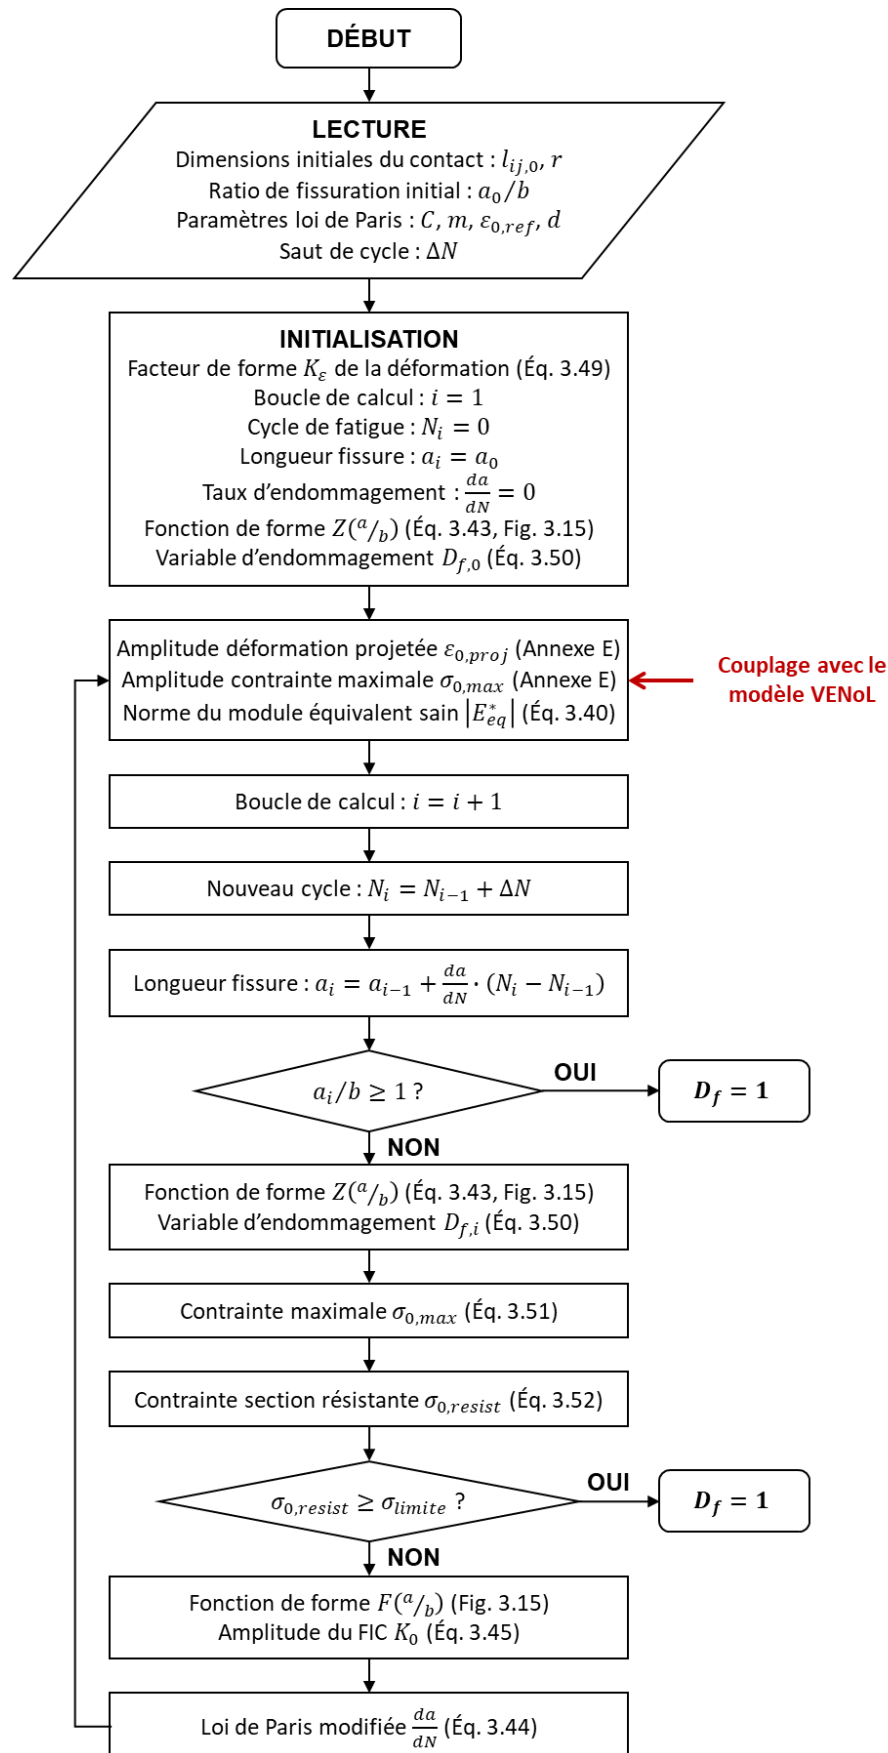 DÉBUT
LECTURE
Dimensions initiales du contact : l_{ij,0}, r
Ratio de fissuration initial : a_0/b
Paramètres loi de Paris : C, m, ε_{0,ref}, d
Saut de cycle : ΔN
INITIALISATION
Facteur de forme K_ε de la déformation (Éq. 3.49)
Boucle de calcul : i = 1
Cycle de fatigue : N_i = 0
Longueur fissure : a_i = a_0
Taux d'endommagement : da/dN = 0
Fonction de forme Z(a/b) (Éq. 3.43, Fig. 3.15)
Variable d'endommagement D_{f,0} (Éq. 3.50)
Amplitude déformation projetée ε_{0,proj} (Annexe E)
Amplitude contrainte maximale σ_{0,max} (Annexe E)
Norme du module équivalent sain |E*_{eq}| (Éq. 3.40)
Couplage avec le
modèle VENoL
Boucle de calcul : i = i + 1
Nouveau cycle : N_i = N_{i−1} + ΔN
Longueur fissure : a_i = a_{i−1} + da/dN · (N_i − N_{i−1})
a_i/b ≥ 1 ?
OUI
D_f = 1
NON
Fonction de forme Z(a/b) (Éq. 3.43, Fig. 3.15)
Variable d'endommagement D_{f,i} (Éq. 3.50)
Contrainte maximale σ_{0,max} (Éq. 3.51)
Contrainte section résistante σ_{0,resist} (Éq. 3.52)
σ_{0,resist} ≥ σ_{limite} ?
OUI
D_f = 1
NON
Fonction de forme F(a/b) (Fig. 3.15)
Amplitude du FIC K_0 (Éq. 3.45)
Loi de Paris modifiée da/dN (Éq. 3.44)